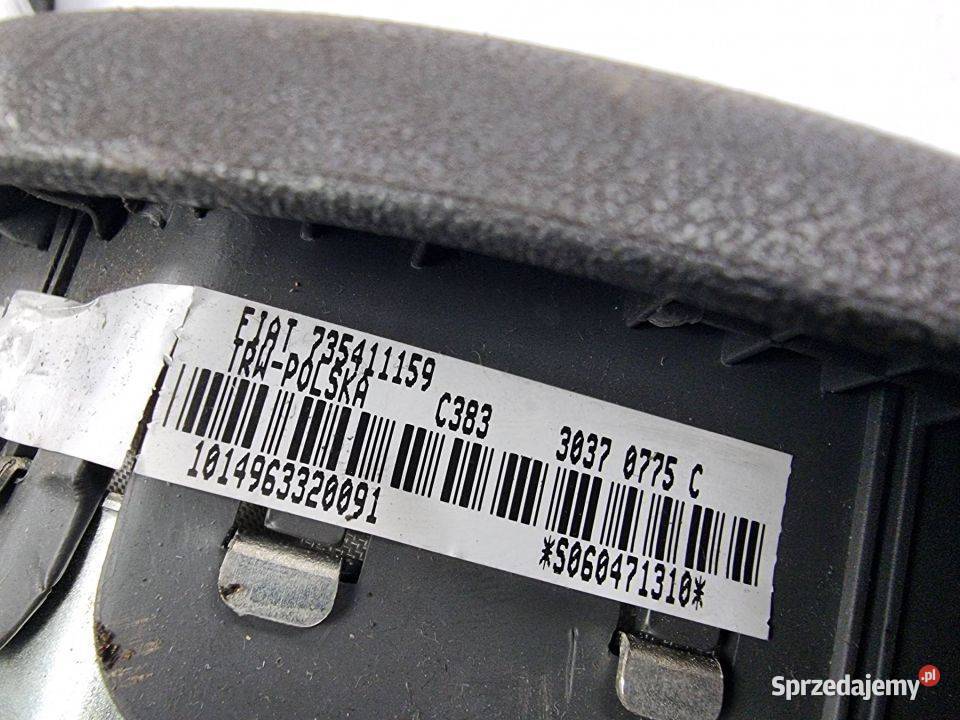 FIAT 735411159
TRW-POLSKA
C383
3037 0775 C
1014963320091
*S060471310*
Sprzedajemy.pl